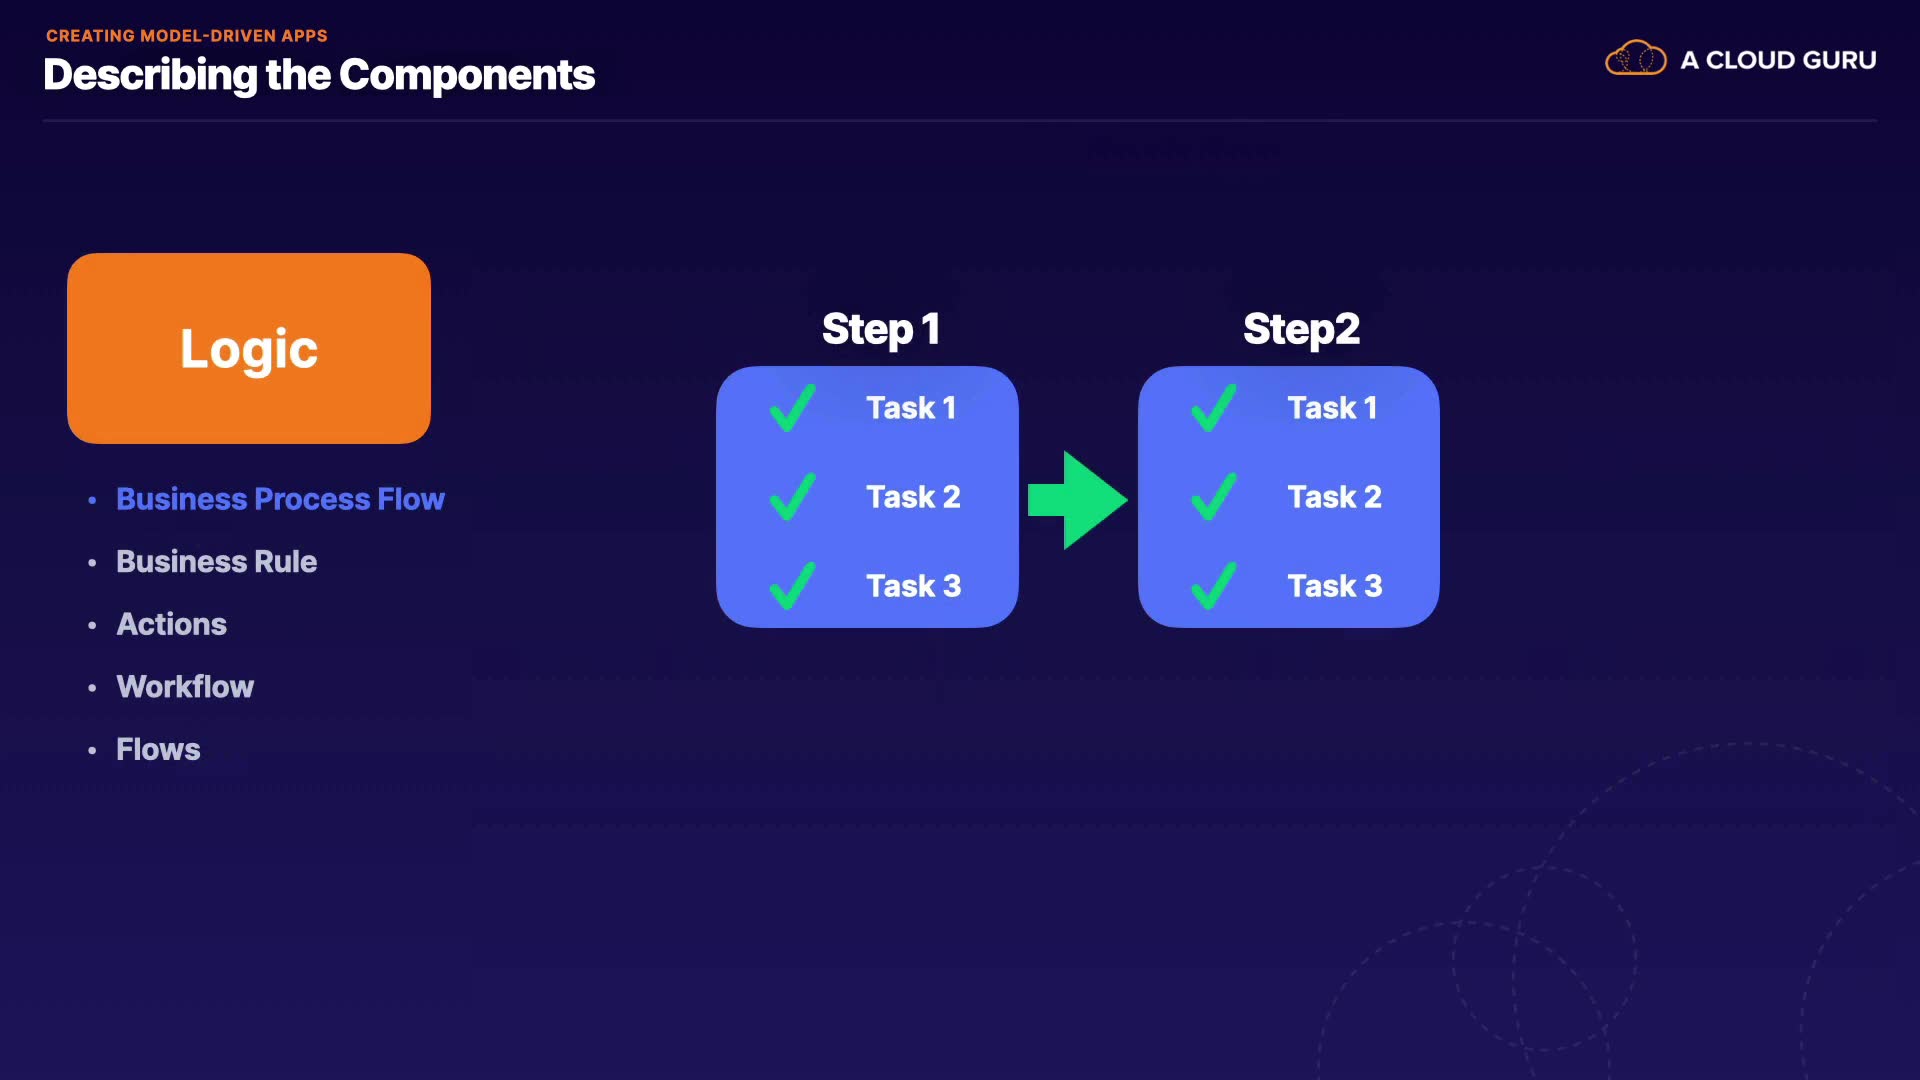 CREATING MODEL-DRIVEN APPS
Describing the Components
A CLOUD GURU
Logic
• Business Process Flow
• Business Rule
• Actions
• Workflow
• Flows
Step 1
Task 1
Task 2
Task 3
Step2
Task 1
Task 2
Task 3